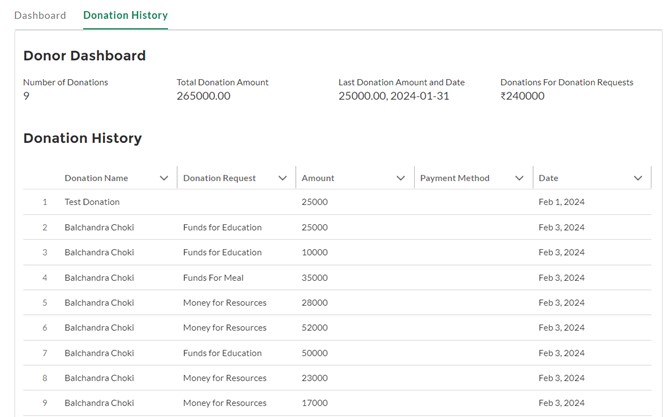 Dashboard Donation History
Donor Dashboard
Number of Donations Total Donation Amount Last Donation Amount and Date Donations For Donation Requests
9 265000.00 25000.00, 2024-01-31 ₹240000
Donation History
Donation Name Donation Request Amount Payment Method Date
1 Test Donation 25000 Feb 1, 2024
2 Balchandra Choki Funds for Education 25000 Feb 3, 2024
3 Balchandra Choki Funds for Education 10000 Feb 3, 2024
4 Balchandra Choki Funds For Meal 35000 Feb 3, 2024
5 Balchandra Choki Money for Resources 28000 Feb 3, 2024
6 Balchandra Choki Money for Resources 52000 Feb 3, 2024
7 Balchandra Choki Funds for Education 50000 Feb 3, 2024
8 Balchandra Choki Money for Resources 23000 Feb 3, 2024
9 Balchandra Choki Money for Resources 17000 Feb 3, 2024